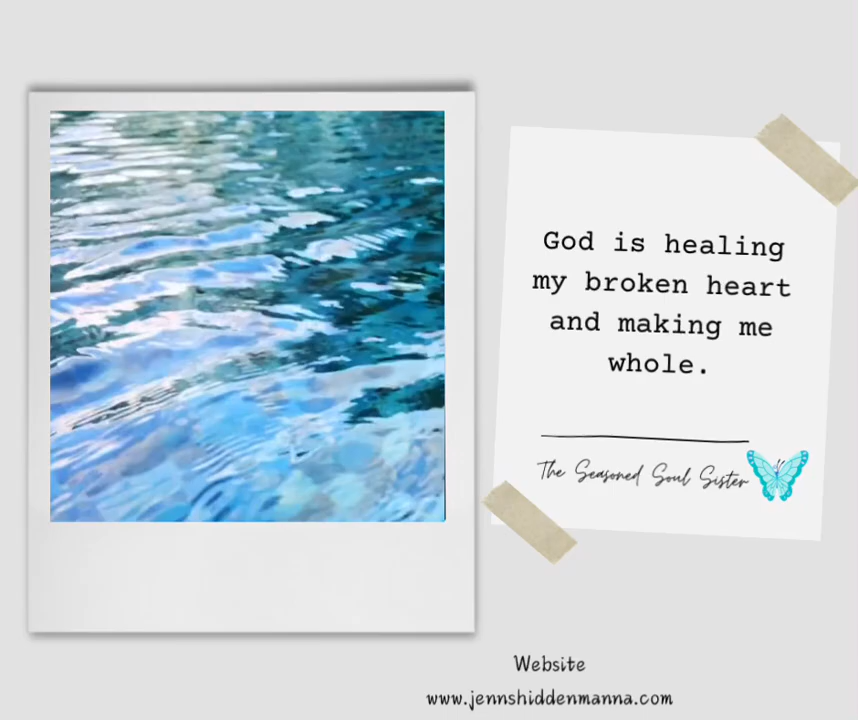 God is healing
my broken heart
and making me
whole.
The Seasoned Soul Sister
Website
www.jennshiddenmanna.com